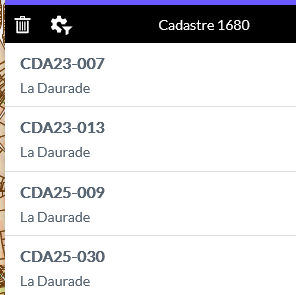 Cadastre 1680
CDA23-007
La Daurade
CDA23-013
La Daurade
CDA25-009
La Daurade
CDA25-030
La Daurade